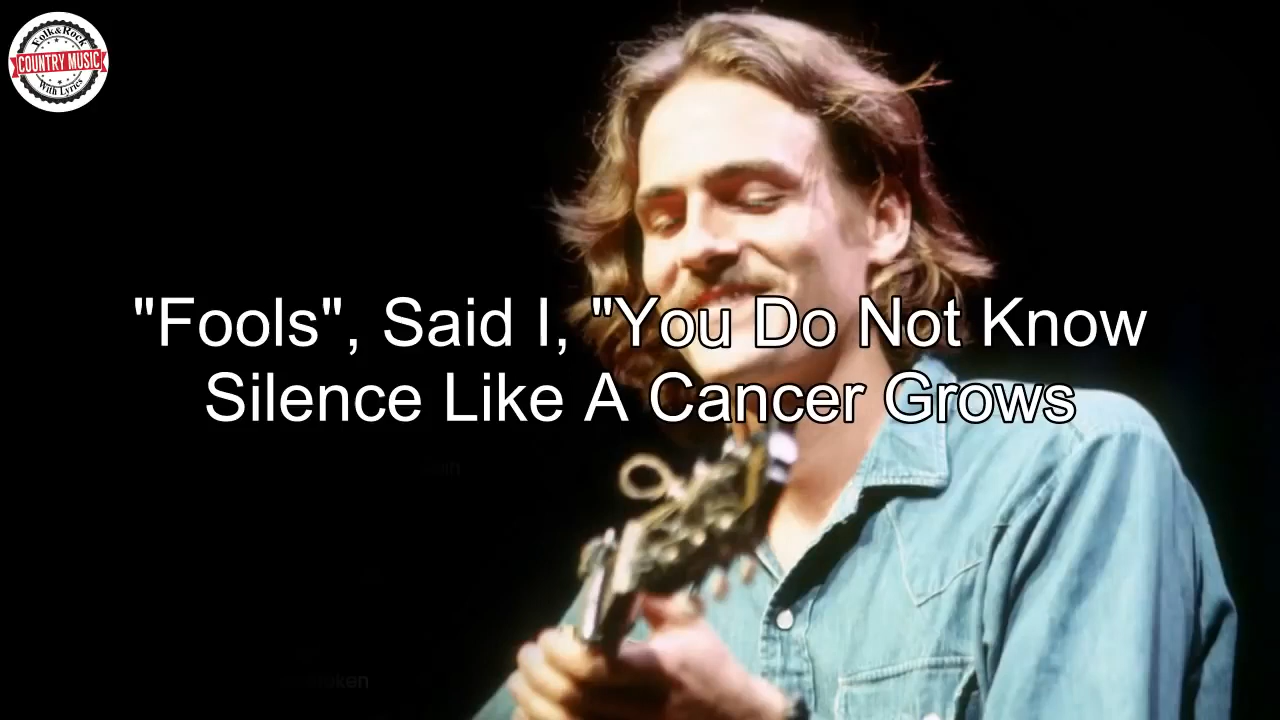 Folk&Rock
COUNTRY MUSIC
With Lyrics
"Fools", Said I, "You Do Not Know
Silence Like A Cancer Grows